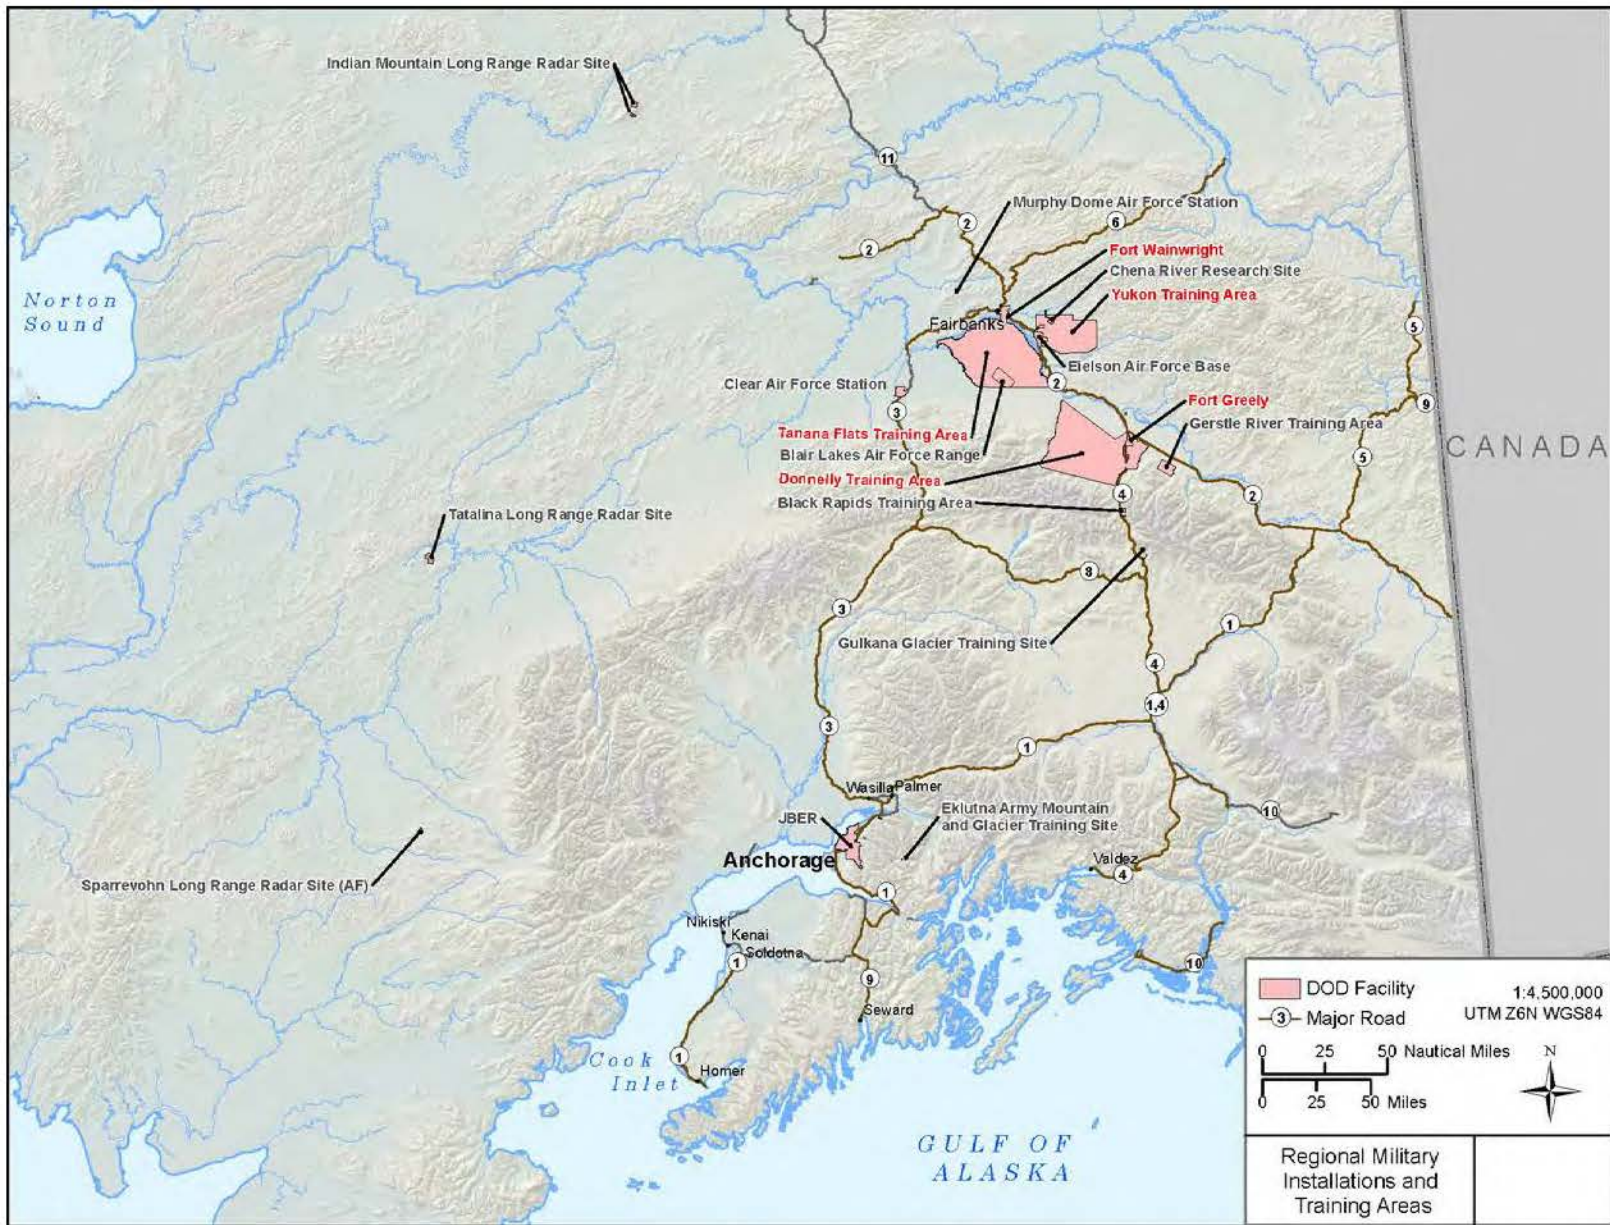 Indian Mountain Long Range Radar Site
11
Murphy Dome Air Force Station
2
6
2
Fort Wainwright
Chena River Research Site
Yukon Training Area
Norton
Sound
Fairbanks
5
Eielson Air Force Base
Clear Air Force Station
2
3
Fort Greely
9
Gerstle River Training Area
Tanana Flats Training Area
CANADA
Blair Lakes Air Force Range
5
Donnelly Training Area
4
2
Black Rapids Training Area
Tatalina Long Range Radar Site
8
3
1
Gulkana Glacier Training Site
4
1,4
3
1
Wasilla
Palmer
Eklutna Army Mountain
and Glacier Training Site
10
JBER
Anchorage
Valdez
4
Sparrevohn Long Range Radar Site (AF)
1
Nikiski
Kenai
Soldotna
1
9
10
Seward
1
Cook
Inlet
Homer
GULF OF
ALASKA
DOD Facility
1:4,500,000
3 Major Road
UTM Z6N WGS84
0 25 50 Nautical Miles
N
0 25 50 Miles
Regional Military
Installations and
Training Areas